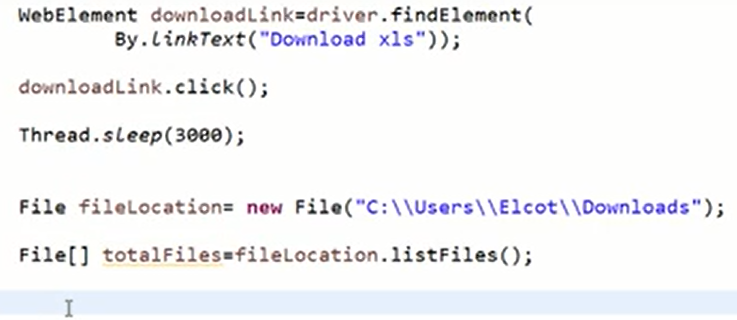 WebElement downloadLink=driver.findElement(
By.linkText("Download xls"));
downloadLink.click();
Thread.sleep(3000);
File fileLocation= new File("C:\\Users\\Elcot\\Downloads");
File[] totalFiles=fileLocation.listFiles();